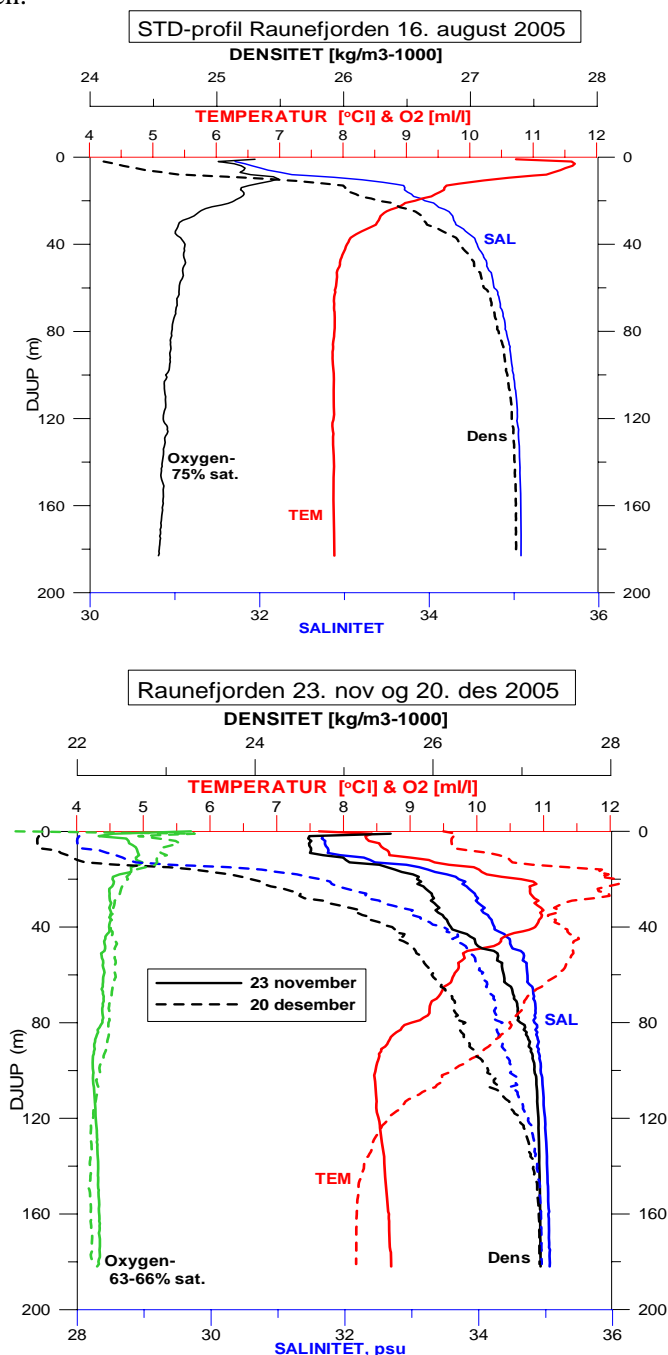 en.
STD-profil Raunefjorden 16. august 2005
DENSITET [kg/m3-1000]
24 25 26 27 28
TEMPERATUR [oCl] & O2 [ml/l]
4 5 6 7 8 9 10 11 12
0 0
40 40
80 80
120 120
160 160
200 200
DJUP (m)
SAL
Dens
Oxygen-
75% sat.
TEM
30 32 34 36
SALINITET
Raunefjorden 23. nov og 20. des 2005
DENSITET [kg/m3-1000]
22 24 26 27 28
TEMPERATUR [oCl] & O2 [ml/l]
4 5 6 7 8 9 10 11 12
0 0
40 40
80 80
120 120
160 160
200 200
DJUP (m)
23 november
20 desember
SAL
TEM
Oxygen-
63-66% sat.
Dens
28 30 32 34 36
SALINITET, psu